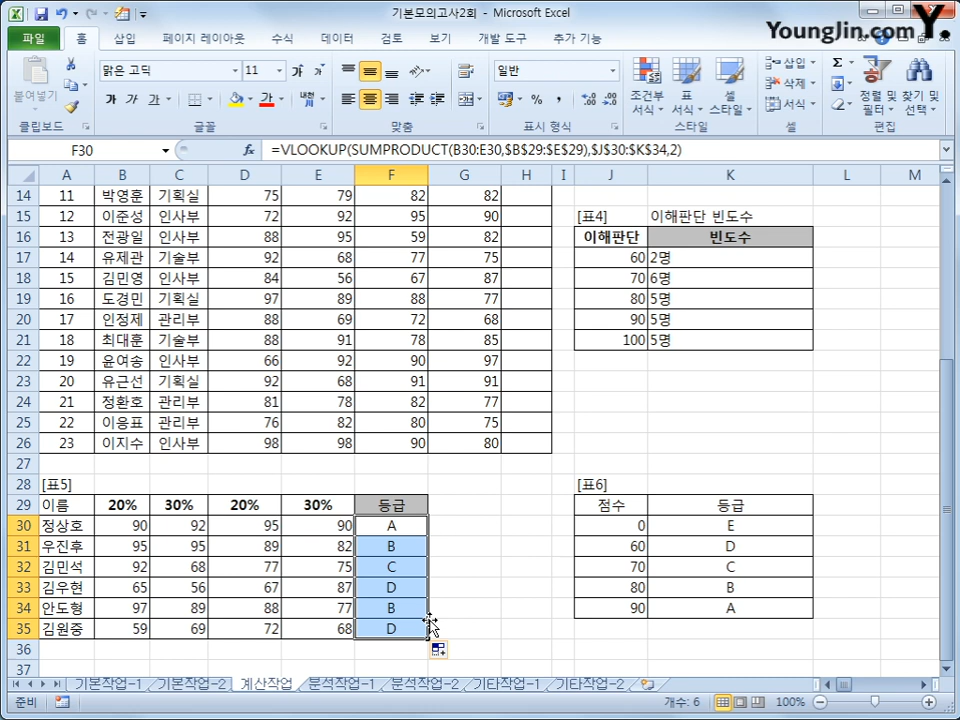 기본모의고사2회 - Microsoft Excel
Younglin.com Y.
파일 홈 삽입 페이지 레이아웃 수식 데이터 검토 보기 개발 도구 추가 기능
맑은 고딕 11 일반
붙여넣기 가 가 가 가 조건부 서식 표 서식 셀 스타일 삽입 삭제 서식 정렬 및 필터 찾기 및 선택
클립보드 글꼴 맞춤 표시 형식 스타일 셀 편집
F30 fx =VLOOKUP(SUMPRODUCT(B30:E30,$B$29:$E$29),$J$30:$K$34,2)
A B C D E F G H I J K L M
14 11 박영훈 기획실 75 79 82 82
15 12 이준성 인사부 72 92 95 90 [표4] 이해판단 빈도수
16 13 전광일 인사부 88 95 59 82 이해판단 빈도수
17 14 유제관 기술부 92 68 77 75 60 2명
18 15 김민영 인사부 84 56 67 87 70 6명
19 16 도경민 기획실 97 89 88 77 80 5명
20 17 인정제 관리부 88 69 72 68 90 5명
21 18 최대훈 기술부 88 91 78 85 100 5명
22 19 윤여송 인사부 66 92 90 97
23 20 유근선 기획실 92 68 91 91
24 21 정환호 관리부 81 78 82 77
25 22 이응표 관리부 76 82 80 75
26 23 이지수 인사부 98 98 90 80
27
28 [표5] [표6]
29 이름 20% 30% 20% 30% 등급 점수 등급
30 정상호 90 92 95 90 A 0 E
31 우진후 95 95 89 82 B 60 D
32 김민석 92 68 77 75 C 70 C
33 김우현 65 56 67 87 D 80 B
34 안도형 97 89 88 77 B 90 A
35 김원중 59 69 72 68 D
36
37
기본작업-1 기본작업-2 계산작업 분석작업-1 분석작업-2 기타작업-1 기타작업-2
준비 개수: 6 100%